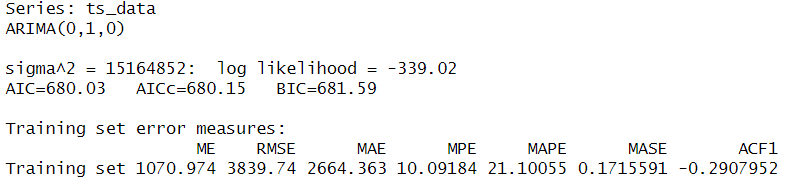 Series: ts_data
ARIMA(0,1,0)
sigma^2 = 15164852:  log likelihood = -339.02
AIC=680.03   AICc=680.15   BIC=681.59
Training set error measures:
ME    RMSE      MAE      MPE     MAPE      MASE       ACF1
Training set 1070.974 3839.74 2664.363 10.09184 21.10055 0.1715591 -0.2907952